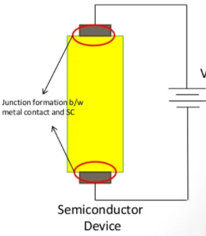 V
Junction formation b/w
metal contact and SC
Semiconductor
Device